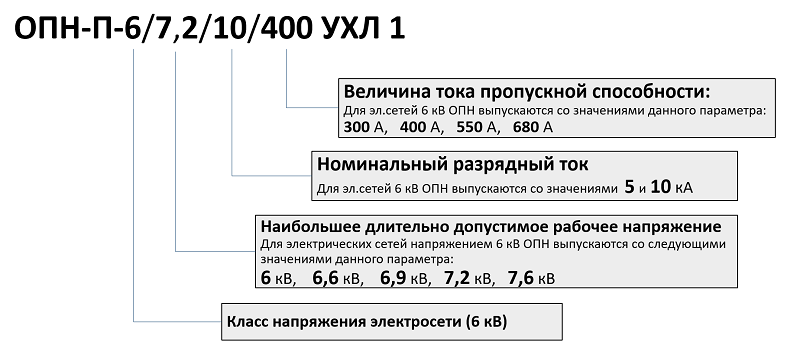 ОПН-П-6/7,2/10/400 УХЛ 1
Величина тока пропускной способности:
Для эл.сетей 6 кВ ОПН выпускаются со значениями данного параметра:
300 А, 400 А, 550 А, 680 А
Номинальный разрядный ток
Для эл.сетей 6 кВ ОПН выпускаются со значениями 5 и 10 кА
Наибольшее длительно допустимое рабочее напряжение
Для электрических сетей напряжением 6 кВ ОПН выпускаются со следующими
значениями данного параметра:
6 кВ, 6,6 кВ, 6,9 кВ, 7,2 кВ, 7,6 кВ
Класс напряжения электросети (6 кВ)